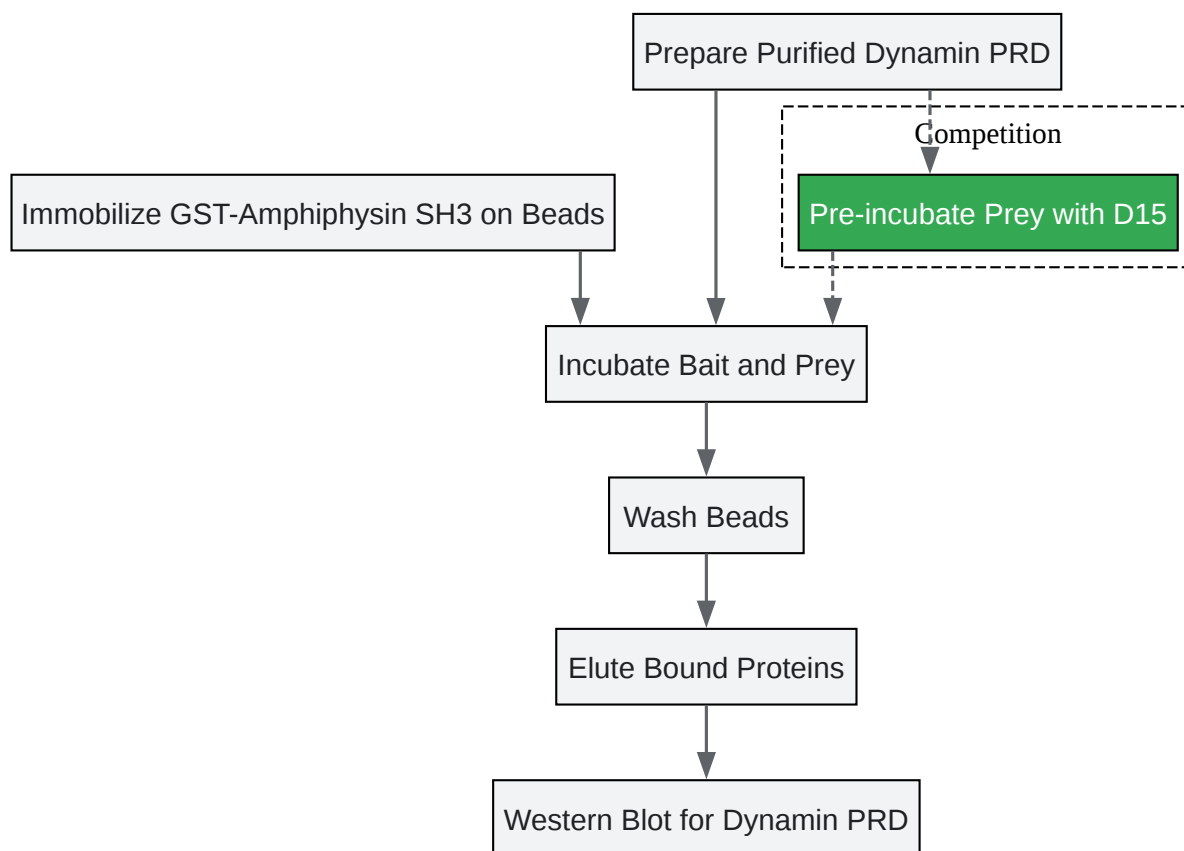 Prepare Purified Dynamin PRD
Competition
Immobilize GST-Amphiphysin SH3 on Beads
Pre-incubate Prey with D15
Incubate Bait and Prey
Wash Beads
Elute Bound Proteins
Western Blot for Dynamin PRD